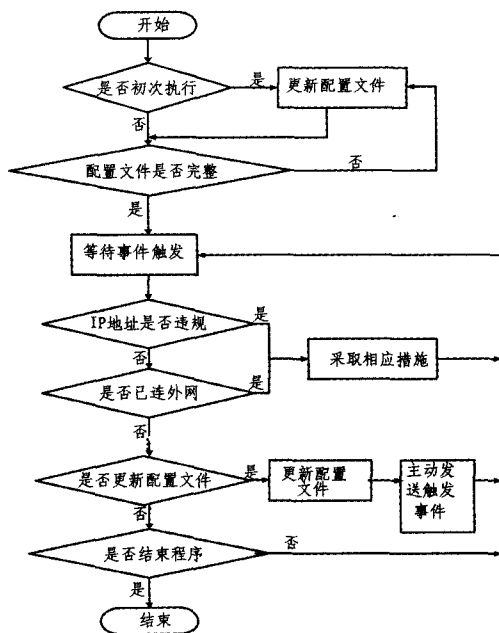 开始
是否初次执行
是
更新配置文件
否
配置文件是否完整
否
是
等待事件触发
IP地址是否违规
是
否
采取相应措施
是否已连外网
是
否
是否更新配置文件
是
更新配置
文件
主动发
送触发
事件
否
是否结束程序
否
是
结束